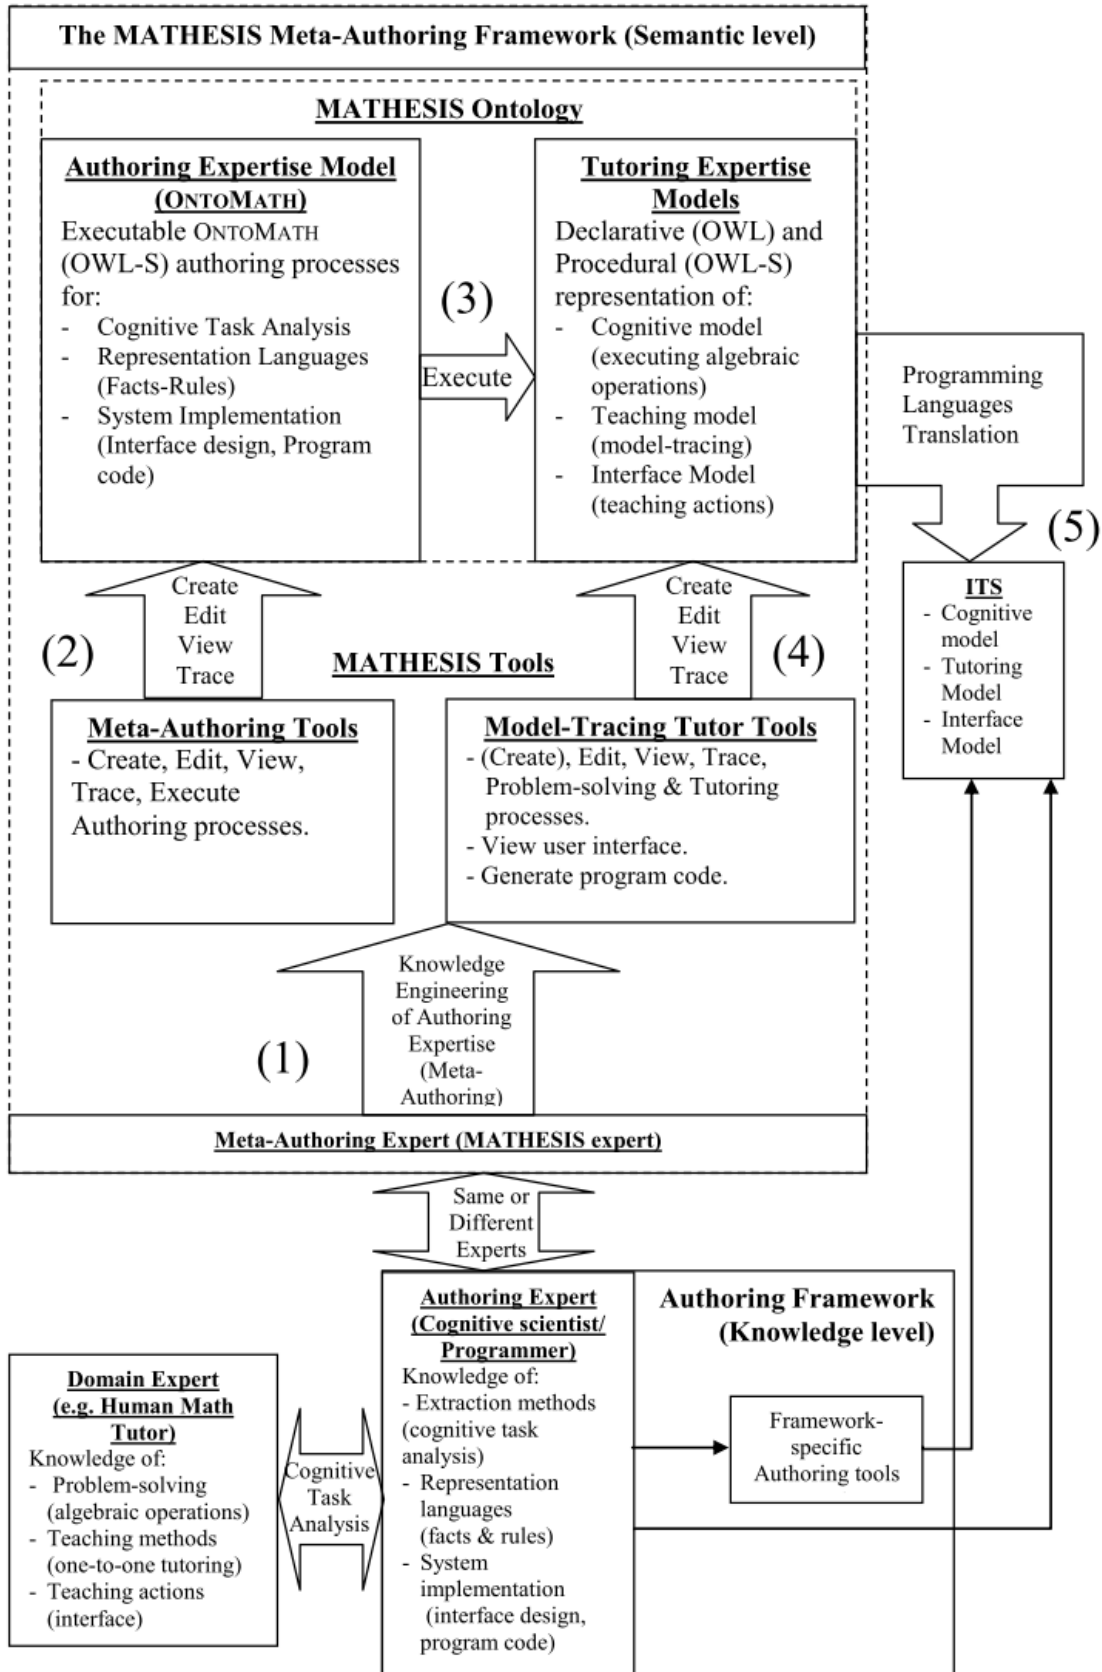 The MATHESIS Meta-Authoring Framework (Semantic level)
MATHESIS Ontology
Authoring Expertise Model
(ONTOMATH)
Executable ONTOMATH
(OWL-S) authoring processes
for:
- Cognitive Task Analysis
- Representation Languages
(Facts-Rules)
- System Implementation
(Interface design, Program
code)
(3)
Execute
Tutoring Expertise
Models
Declarative (OWL) and
Procedural (OWL-S)
representation of:
- Cognitive model
(executing algebraic
operations)
- Teaching model
(model-tracing)
- Interface Model
(teaching actions)
Programming
Languages
Translation
(5)
ITS
- Cognitive
model
- Tutoring
Model
- Interface
Model
(2)
Create
Edit
View
Trace
MATHESIS Tools
Create
Edit
View
Trace
(4)
Meta-Authoring Tools
- Create, Edit, View,
Trace, Execute
Authoring processes.
Model-Tracing Tutor Tools
- (Create), Edit, View, Trace,
Problem-solving & Tutoring
processes.
- View user interface.
- Generate program code.
(1)
Knowledge
Engineering
of Authoring
Expertise
(Meta-
Authoring)
Meta-Authoring Expert (MATHESIS expert)
Same or
Different
Experts
Authoring Framework
(Knowledge level)
Authoring Expert
(Cognitive scientist/
Programmer)
Knowledge of:
- Extraction methods
(cognitive task
analysis)
- Representation
languages
(facts & rules)
- System
implementation
(interface design,
program code)
Framework-
specific
Authoring tools
Domain Expert
(e.g. Human Math
Tutor)
Knowledge of:
- Problem-solving
(algebraic operations)
- Teaching methods
(one-to-one tutoring)
- Teaching actions
(interface)
Cognitive
Task
Analysis